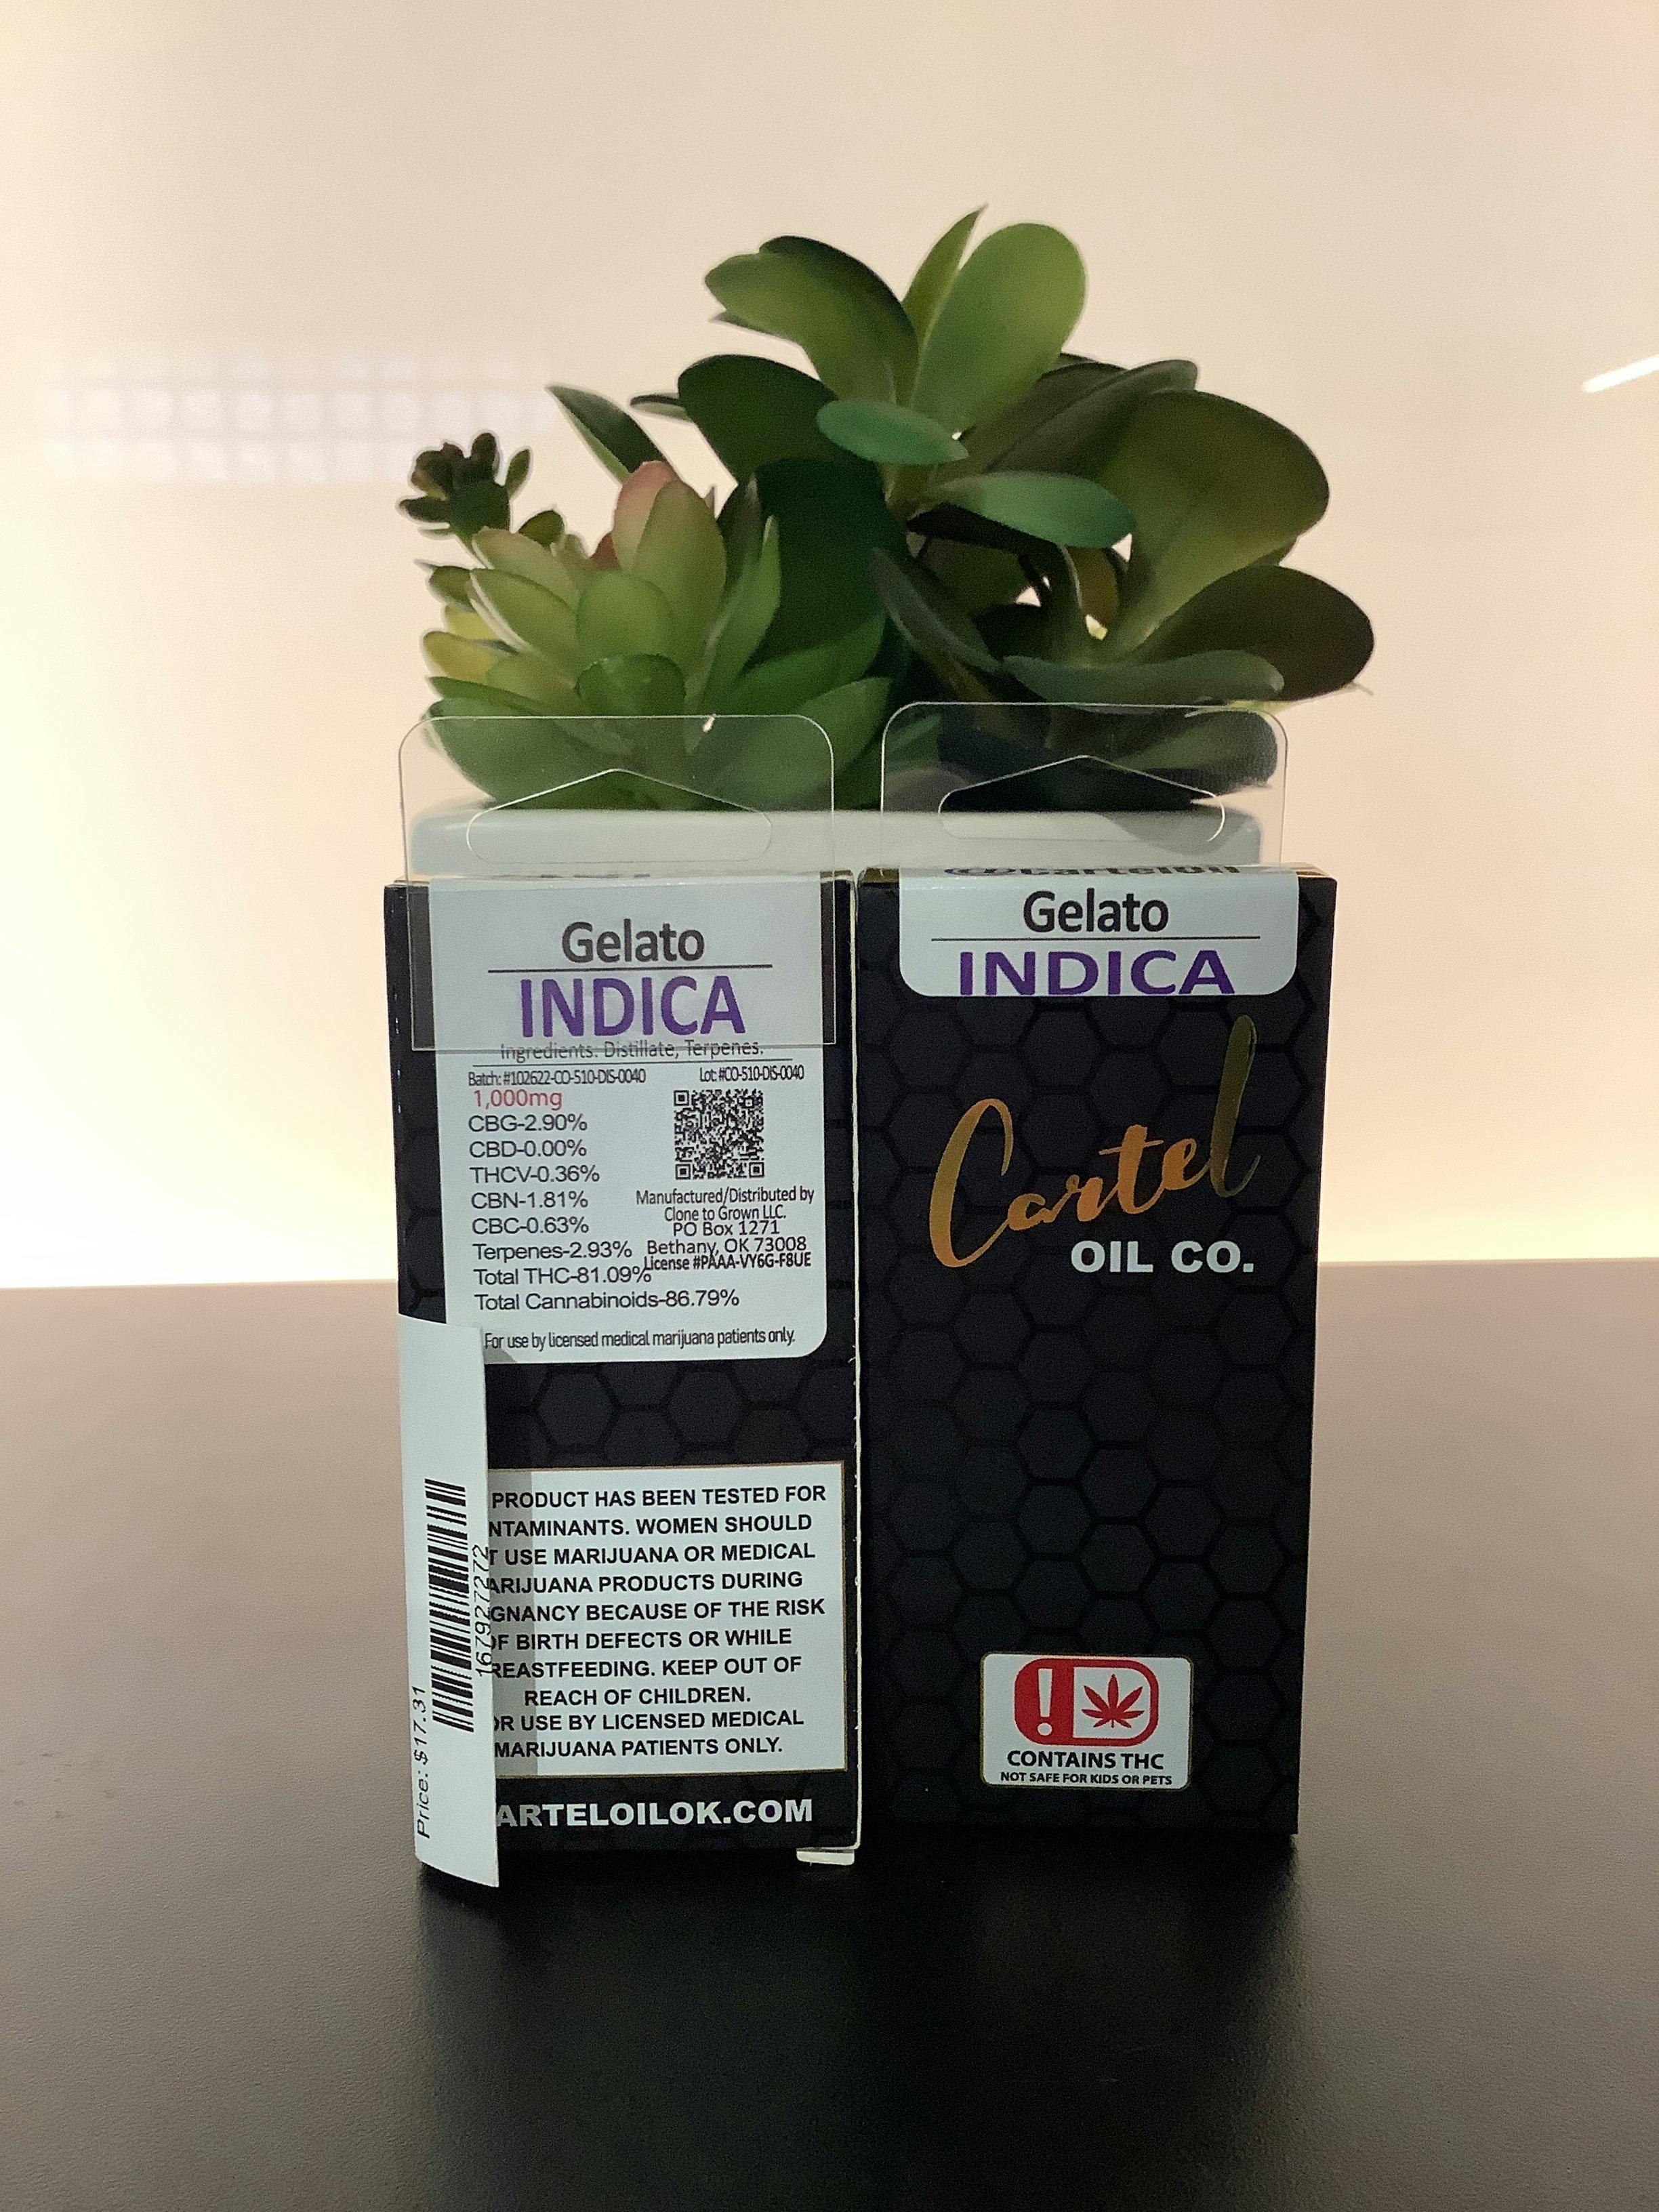 Gelato
INDICA
Ingredients: Distillate, Terpenes.
Batch: #102622-CO-510-DIS-0040
Lot: #CO-510-DIS-0040
1,000mg
CBG-2.90%
CBD-0.00%
THCV-0.36%
CBN-1.81%
CBC-0.63%
Terpenes-2.93%
Total THC-81.09%
Total Cannabinoids-86.79%
Manufactured/Distributed by
Clone to Grown LLC.
PO Box 1271
Bethany, OK 73008
License #PAAA-VY6G-F8UE
For use by licensed medical marijuana patients only.
Price: $17.31
167927272
PRODUCT HAS BEEN TESTED FOR
NTAMINANTS. WOMEN SHOULD
T USE MARIJUANA OR MEDICAL
ARIJUANA PRODUCTS DURING
GNANCY BECAUSE OF THE RISK
OF BIRTH DEFECTS OR WHILE
REASTFEEDING. KEEP OUT OF
REACH OF CHILDREN.
OR USE BY LICENSED MEDICAL
MARIJUANA PATIENTS ONLY.
ARTELOILOK.COM
@CartelOil
Gelato
INDICA
Cartel
OIL CO.
!
CONTAINS THC
NOT SAFE FOR KIDS OR PETS